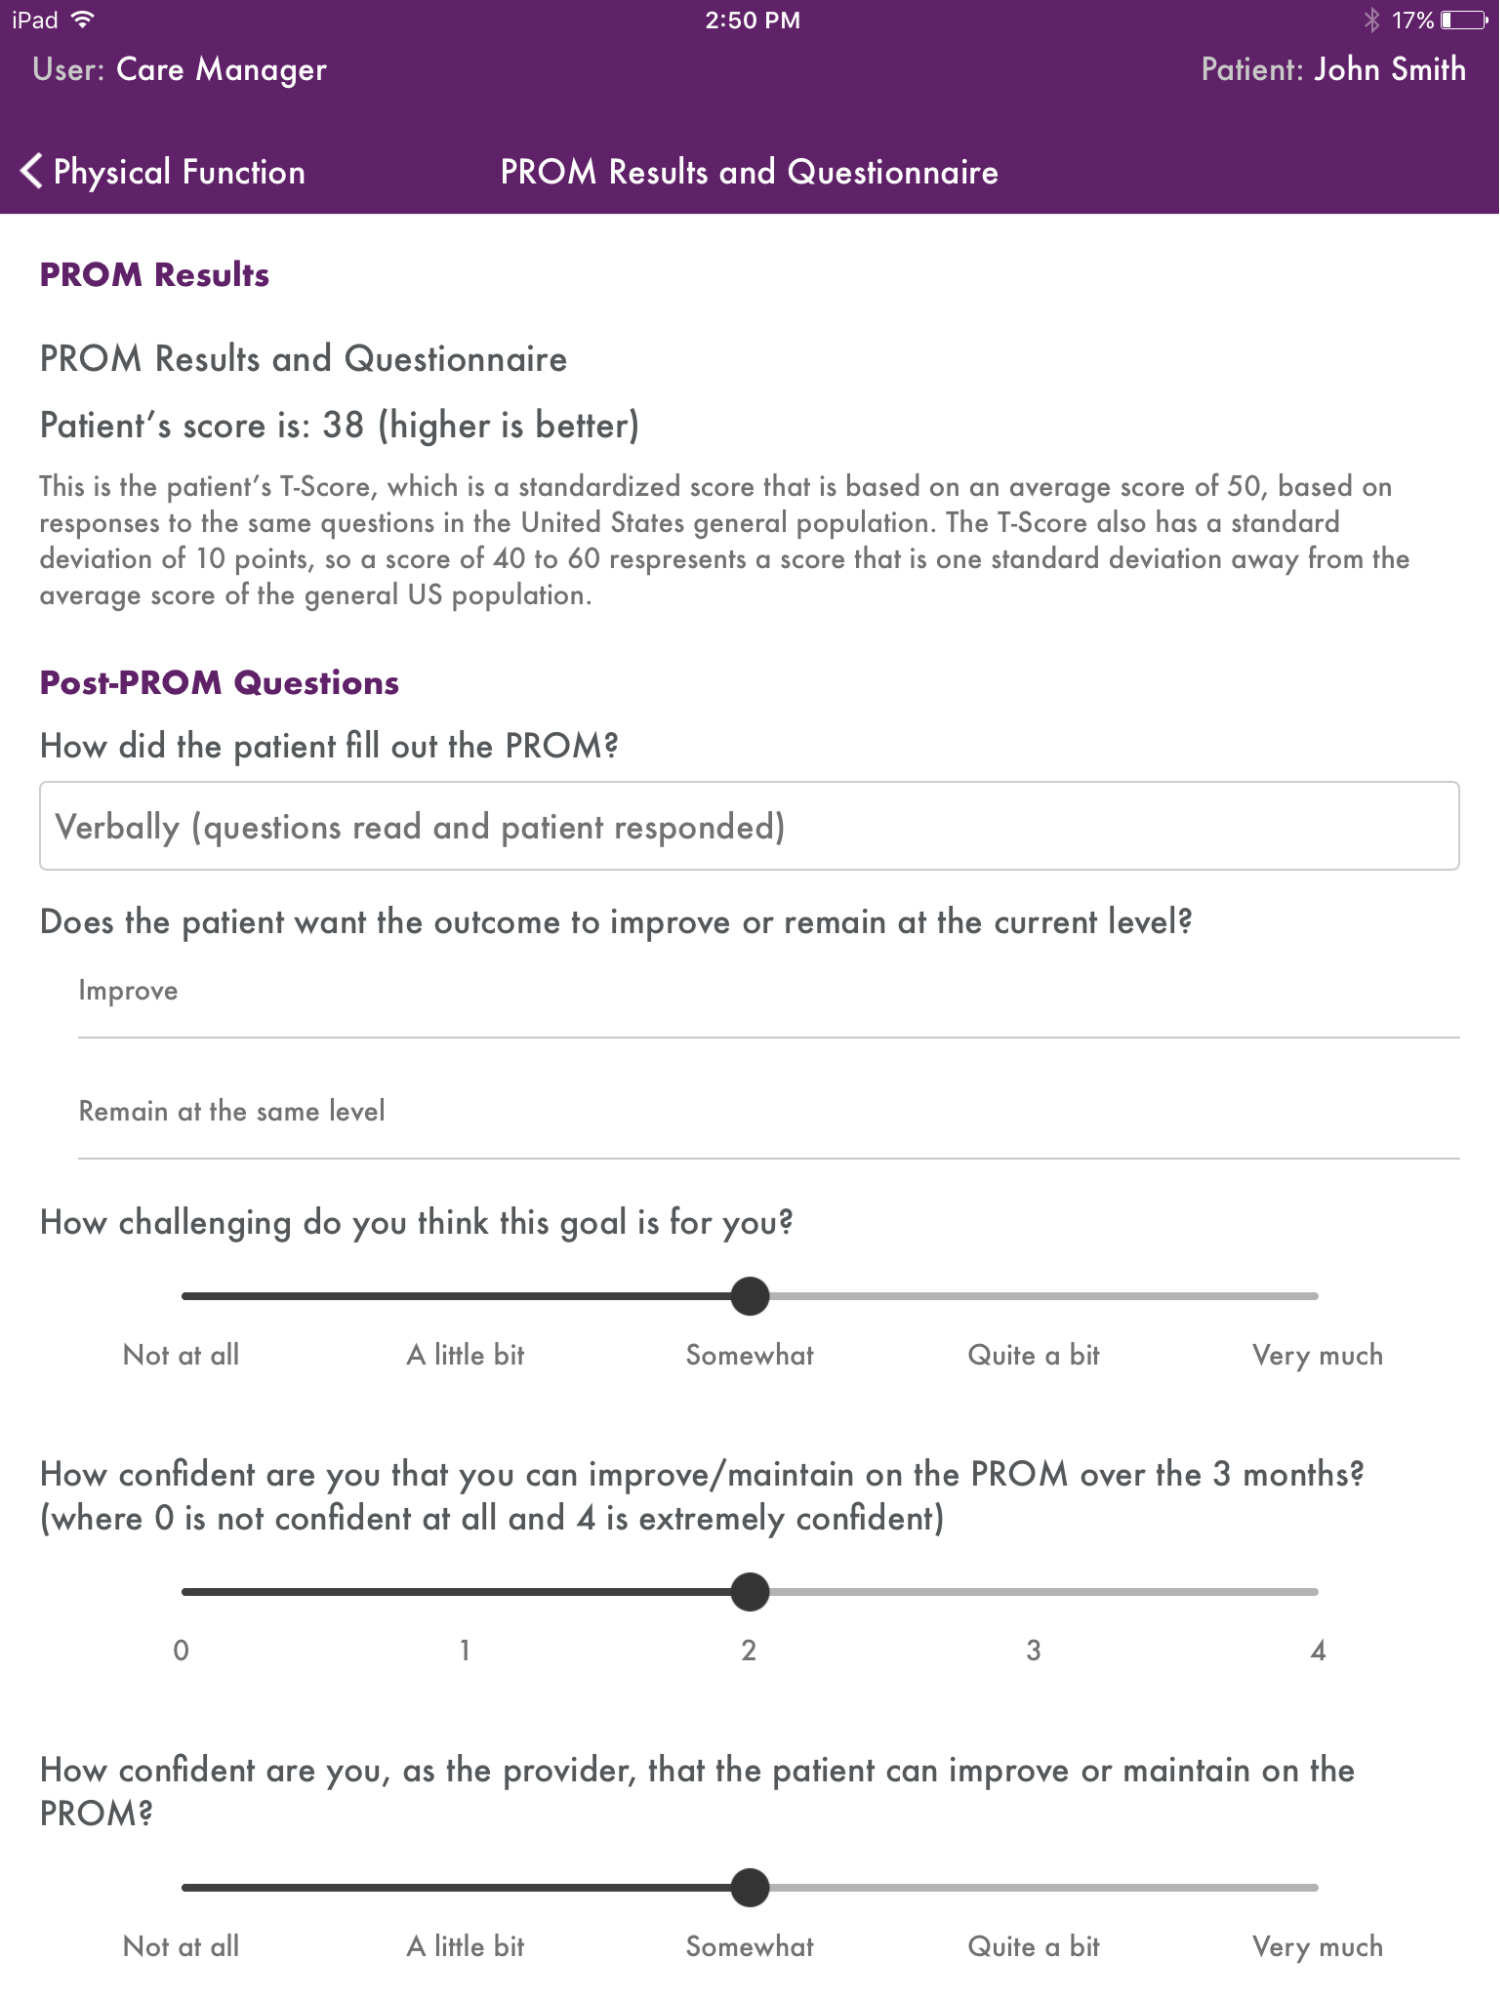 iPad 2:50 PM 17%
User: Care Manager Patient: John Smith
Physical Function PROM Results and Questionnaire
PROM Results
PROM Results and Questionnaire
Patient's score is: 38 (higher is better)
This is the patient's T-Score, which is a standardized score that is based on an average score of 50, based on
responses to the same questions in the United States general population. The T-Score also has a standard
deviation of 10 points, so a score of 40 to 60 respresents a score that is one standard deviation away from the
average score of the general US population.
Post-PROM Questions
How did the patient fill out the PROM?
Verbally (questions read and patient responded)
Does the patient want the outcome to improve or remain at the current level?
Improve
Remain at the same level
How challenging do you think this goal is for you?
Not at all A little bit Somewhat Quite a bit Very much
How confident are you that you can improve/maintain on the PROM over the 3 months?
(where 0 is not confident at all and 4 is extremely confident)
0 1 2 3 4
How confident are you, as the provider, that the patient can improve or maintain on the
PROM?
Not at all A little bit Somewhat Quite a bit Very much